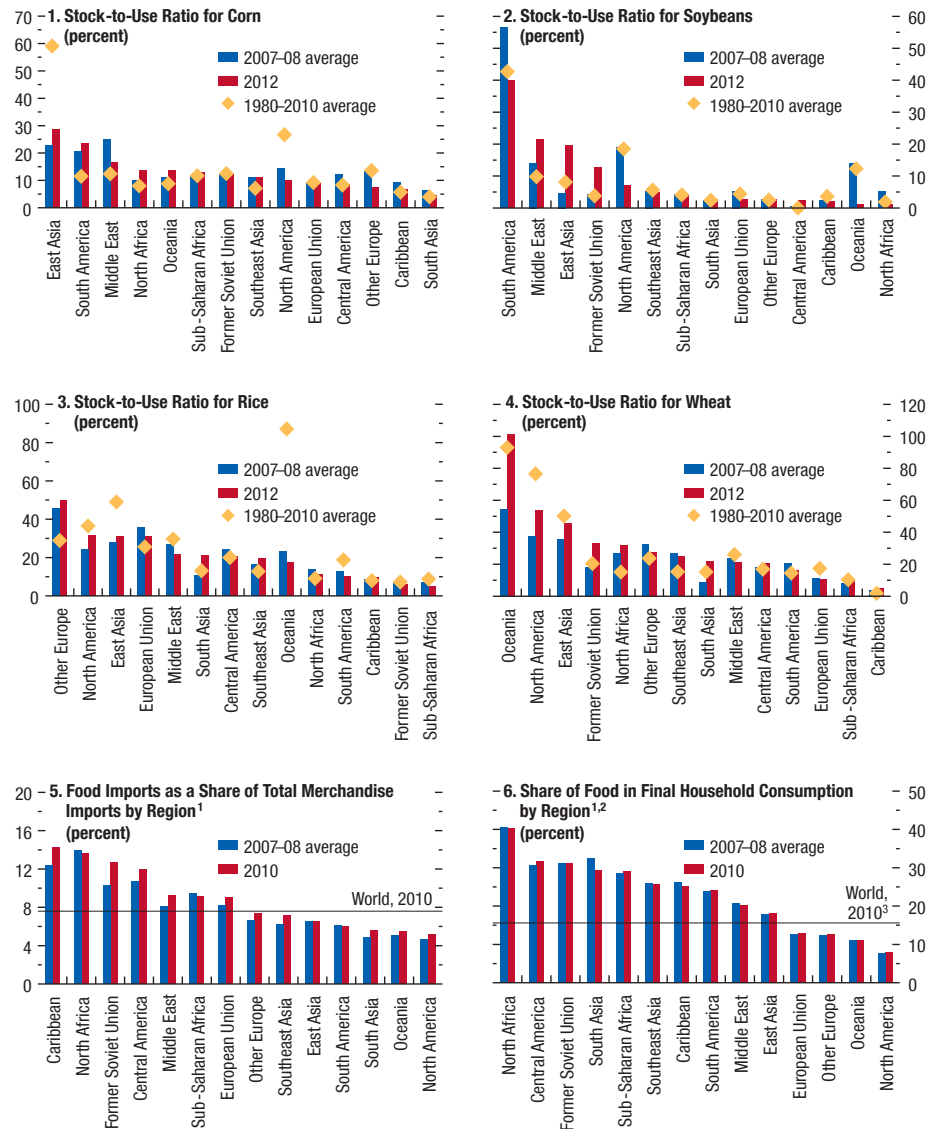 1. Stock-to-Use Ratio for Corn
(percent)
2007–08 average
2012
1980–2010 average
70
60
50
40
30
20
10
0
East Asia
South America
Middle East
North Africa
Oceania
Sub-Saharan Africa
Former Soviet Union
Southeast Asia
North America
European Union
Central America
Other Europe
Caribbean
South Asia
2. Stock-to-Use Ratio for Soybeans
(percent)
2007–08 average
2012
1980–2010 average
60
50
40
30
20
10
0
South America
Middle East
East Asia
Former Soviet Union
North America
Southeast Asia
Sub-Saharan Africa
South Asia
European Union
Other Europe
Central America
Caribbean
Oceania
North Africa
3. Stock-to-Use Ratio for Rice
(percent)
2007–08 average
2012
1980–2010 average
100
80
60
40
20
0
Other Europe
North America
East Asia
European Union
Middle East
South Asia
Central America
Southeast Asia
Oceania
North Africa
South America
Caribbean
Former Soviet Union
Sub-Saharan Africa
4. Stock-to-Use Ratio for Wheat
(percent)
2007–08 average
2012
1980–2010 average
120
100
80
60
40
20
0
Oceania
North America
East Asia
Former Soviet Union
North Africa
Other Europe
Southeast Asia
South Asia
Middle East
Central America
South America
European Union
Sub-Saharan Africa
Caribbean
5. Food Imports as a Share of Total Merchandise
Imports by Region¹
(percent)
2007–08 average
2010
World, 2010
20
16
12
8
4
0
Caribbean
North Africa
Former Soviet Union
Central America
Middle East
Sub-Saharan Africa
European Union
Other Europe
Southeast Asia
East Asia
South America
South Asia
Oceania
North America
6. Share of Food in Final Household Consumption
by Region¹,²
(percent)
2007–08 average
2010
World,
2010³
50
40
30
20
10
0
North Africa
Central America
Former Soviet Union
South Asia
Sub-Saharan Africa
Southeast Asia
Caribbean
South America
Middle East
East Asia
European Union
Other Europe
Oceania
North America